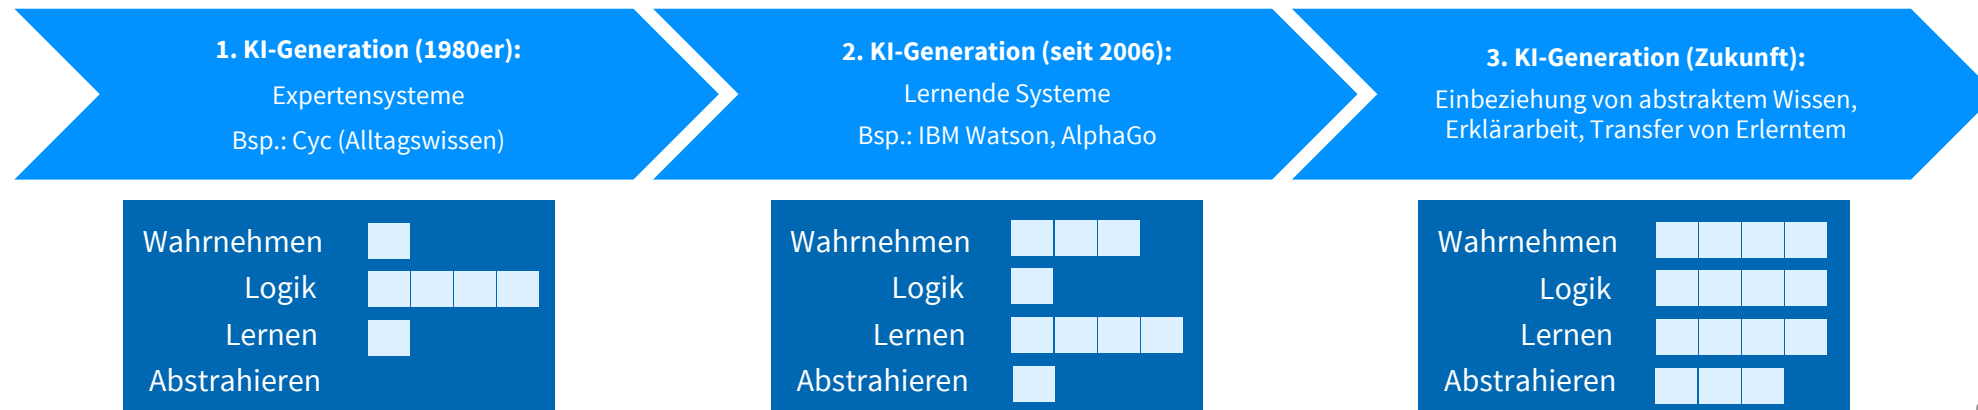 1. KI-Generation (1980er):
Expertensysteme
Bsp.: Cyc (Alltagswissen)
2. KI-Generation (seit 2006):
Lernende Systeme
Bsp.: IBM Watson, AlphaGo
3. KI-Generation (Zukunft):
Einbeziehung von abstraktem Wissen,
Erklärarbeit, Transfer von Erlerntem
Wahrnehmen
Logik
Lernen
Abstrahieren
Wahrnehmen
Logik
Lernen
Abstrahieren
Wahrnehmen
Logik
Lernen
Abstrahieren